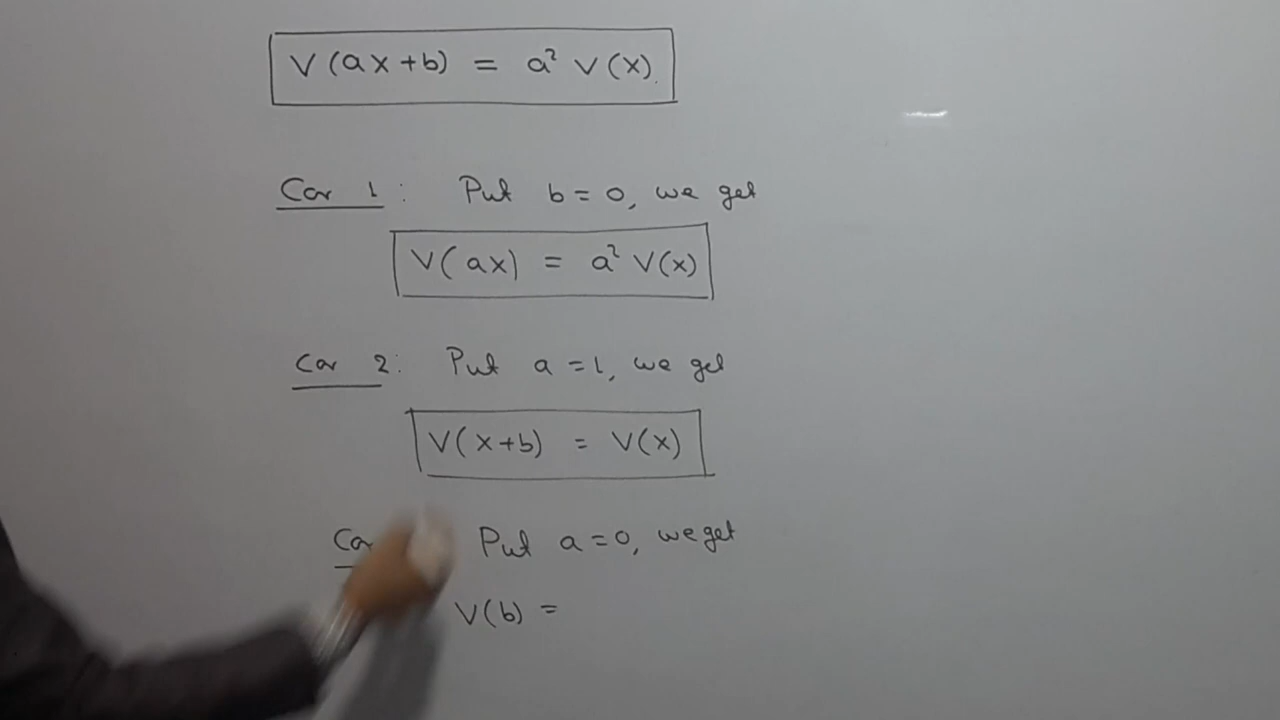 V(ax+b) = a² V(x).
Cor 1: Put b=0, we get
V(ax) = a² V(x)
Cor 2: Put a=1, we get
V(x+b) = V(x)
Put a=0, we get
V(b) =